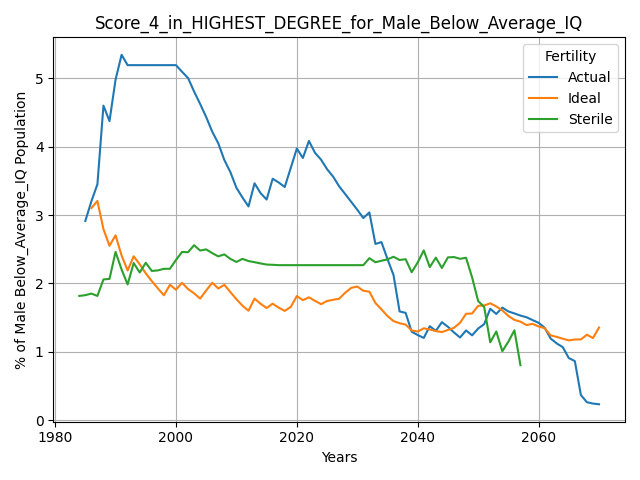 Score_4_in_HIGHEST_DEGREE_for_Male_Below_Average_IQ
% of Male Below_Average_IQ Population
5
4
3
2
1
0
Fertility
Actual
Ideal
Sterile
1980
2000
2020
2040
2060
Years